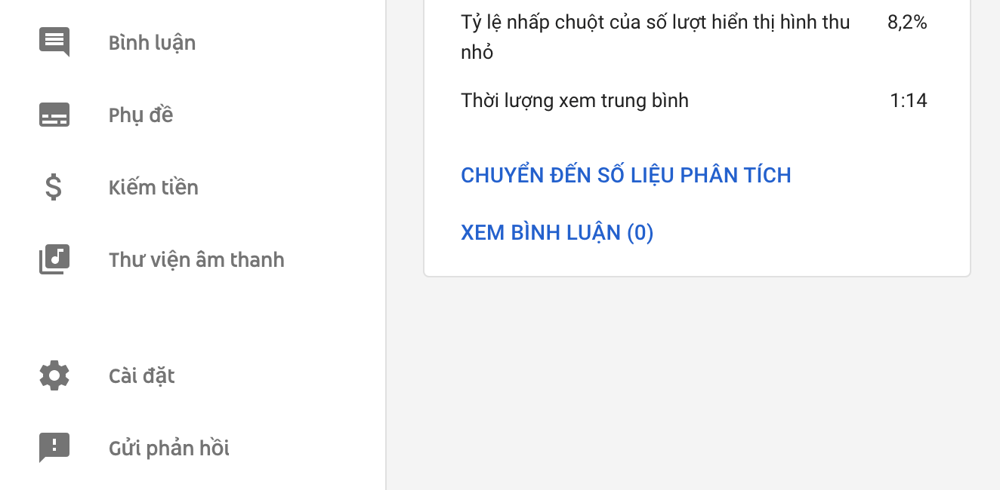 Bình luận
Phụ đề
Kiếm tiền
Thư viện âm thanh
Cài đặt
Gửi phản hồi
Tỷ lệ nhấp chuột của số lượt hiển thị hình thu 8,2%
nhỏ
Thời lượng xem trung bình 1:14
CHUYỂN ĐẾN SỐ LIỆU PHÂN TÍCH
XEM BÌNH LUẬN (0)